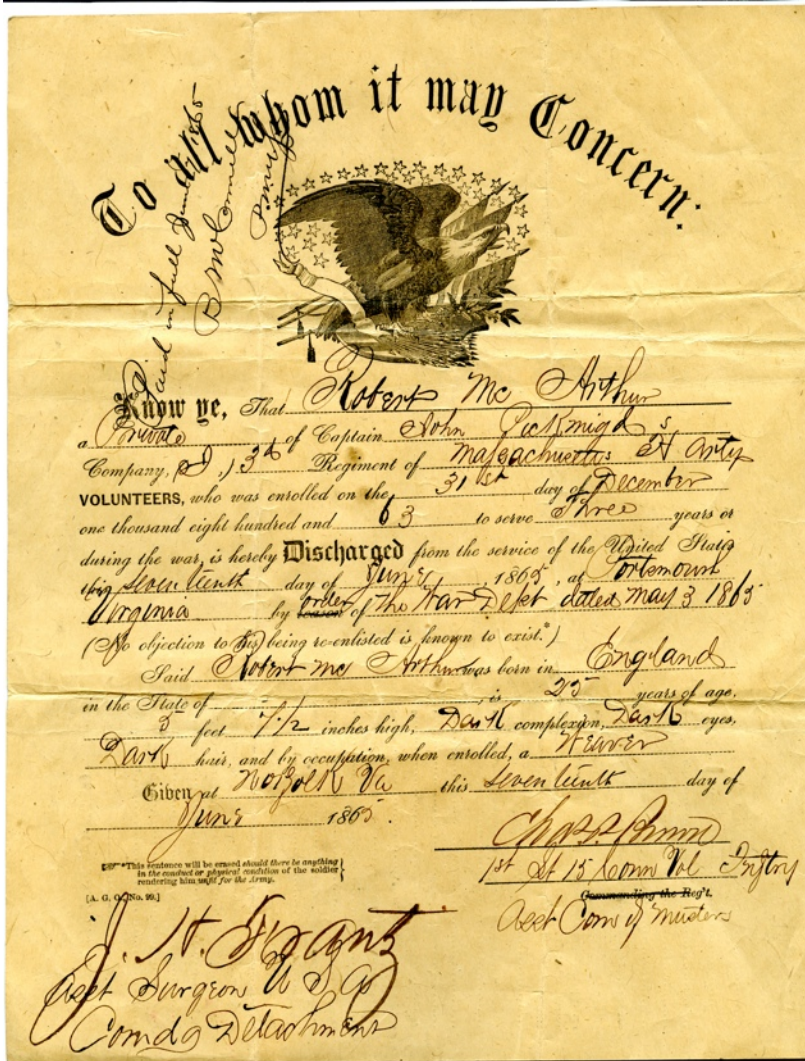 To all whom it may Concern:
Paid in full June 1865
Know ye, That Robert Mc Arthur
a Private of Captain John s
Company, (I,) 3d Regiment of Massachusetts H Arty
VOLUNTEERS, who was enrolled on the 31st day of December
one thousand eight hundred and 63 to serve Three years or
during the war, is hereby Discharged from the service of the United States
this seventeenth day of June, 1865, at Portsmouth
Virginia by reason order of The War Dept dated May 3 1865
(No objection to his being re-enlisted is known to exist.*)
Said Robert Mc Arthur was born in England
in the State of , is 25 years of age,
5 feet 7 1/2 inches high, Dark complexion, Dark eyes,
Dark hair, and by occupation, when enrolled, a Weaver
Given at Norfolk Va this seventeenth day of
June 1865.
Chas
1st Lt 15 Conn Vol Inftry
Commanding the Reg't.
Asst Com of Musters
*This sentence will be erased should there be anything
in the conduct or physical condition of the soldier
rendering him unfit for the Army.
[A. G. O. No. 99.]
J. H. Frantz
Asst Surgeon U S A
Comdg Detachment